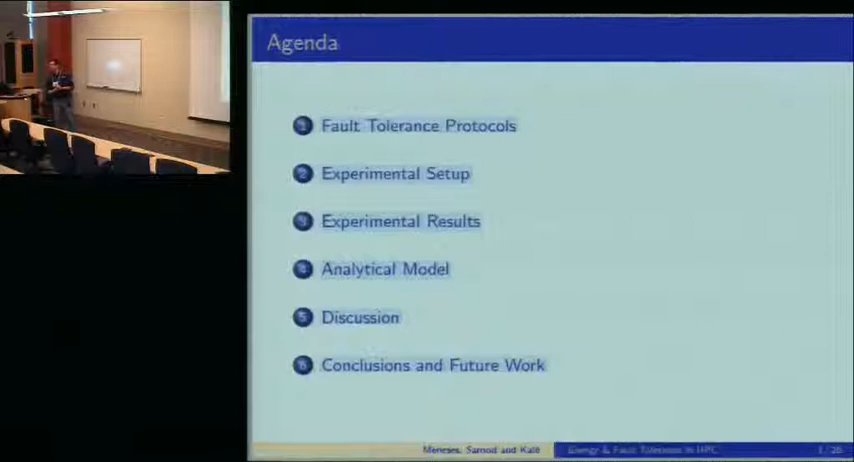 Agenda
1 Fault Tolerance Protocols
2 Experimental Setup
3 Experimental Results
4 Analytical Model
5 Discussion
6 Conclusions and Future Work
Meneses, Sarood and Kalé
Energy & Fault Tolerance in HPC